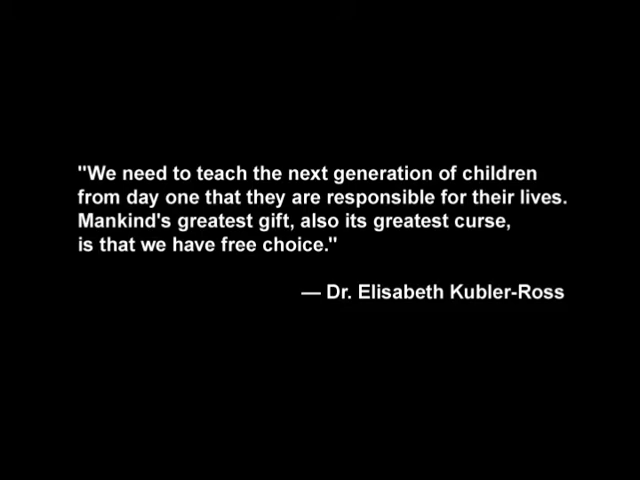 "We need to teach the next generation of children
from day one that they are responsible for their lives.
Mankind's greatest gift, also its greatest curse,
is that we have free choice."
— Dr. Elisabeth Kubler-Ross